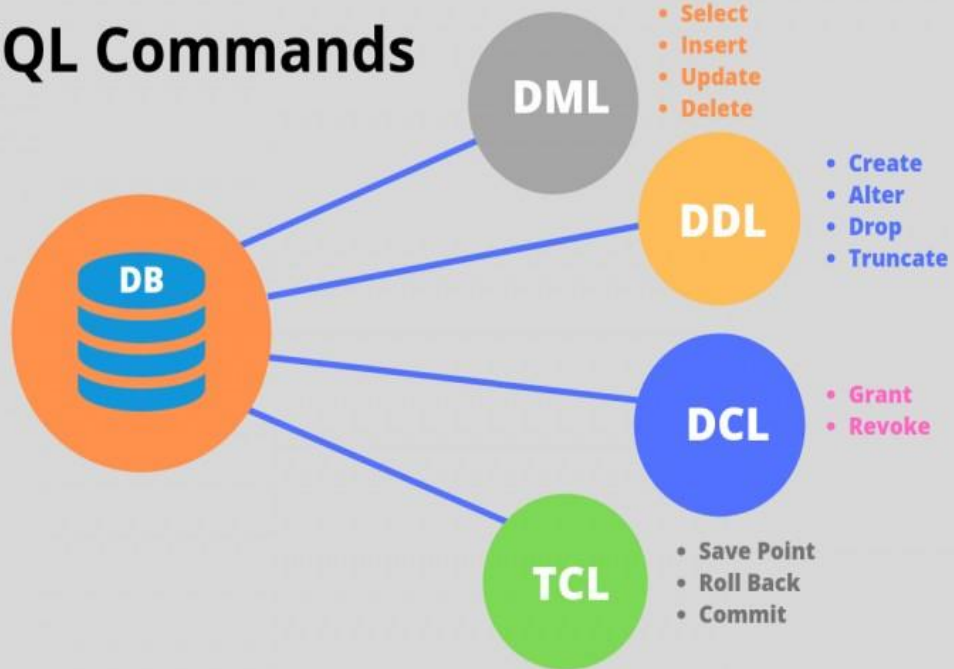 QL Commands
DML
• Select
• Insert
• Update
• Delete
DDL
• Create
• Alter
• Drop
• Truncate
DB
DCL
• Grant
• Revoke
TCL
• Save Point
• Roll Back
• Commit